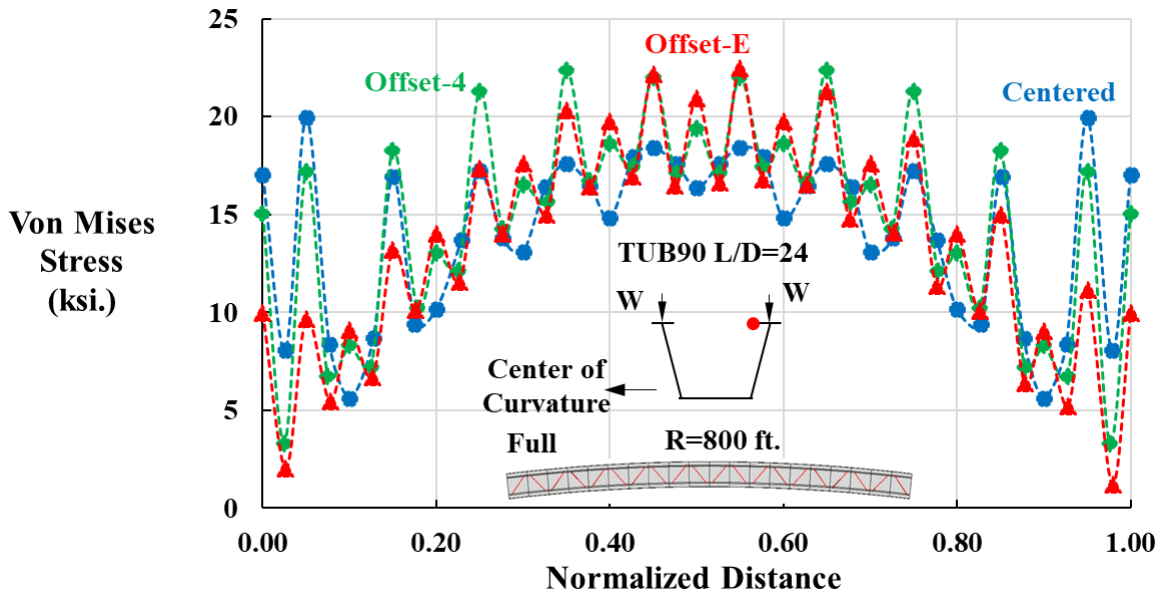 25
Offset-E
Offset-4
Centered
20
15
Von Mises
Stress
(ksi.)
TUB90 L/D=24
W
W
10
Center of
Curvature
5
Full
R=800 ft.
0
0.00
0.20
0.40
0.60
0.80
1.00
Normalized Distance